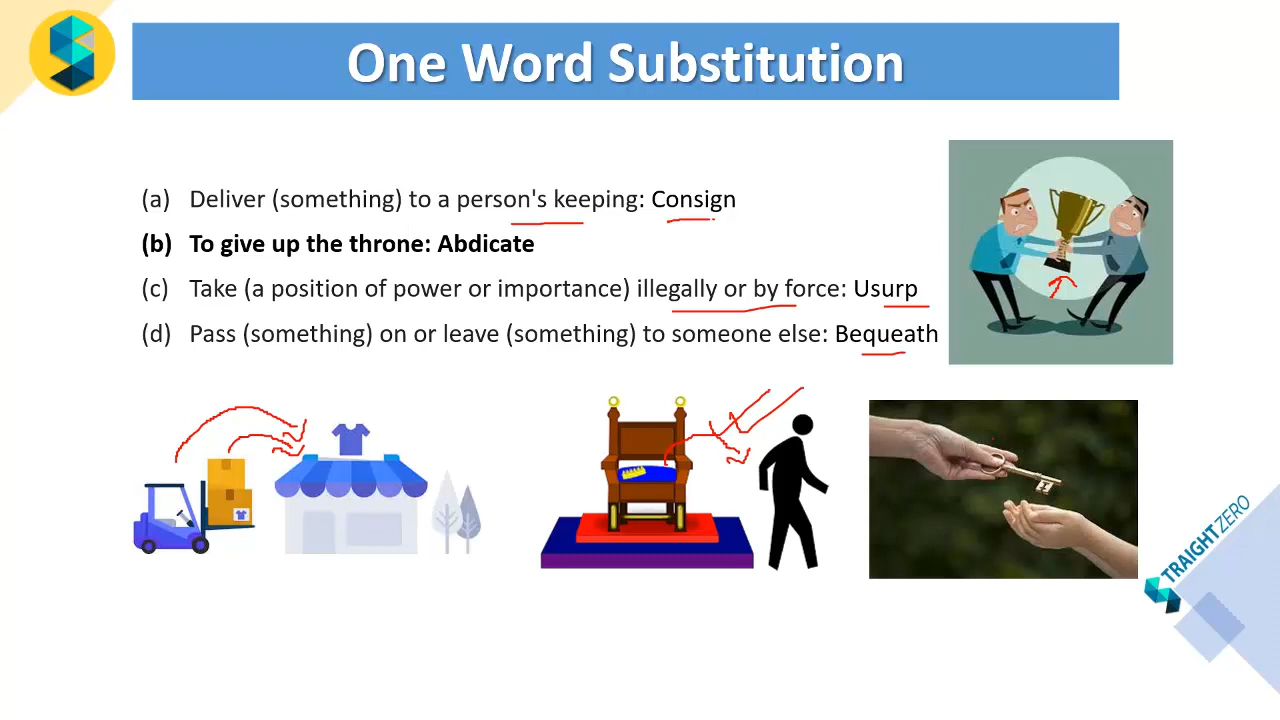 One Word Substitution
(a) Deliver (something) to a person's keeping: Consign
(b) To give up the throne: Abdicate
(c) Take (a position of power or importance) illegally or by force: Usurp
(d) Pass (something) on or leave (something) to someone else: Bequeath
TRAIGHTZERO